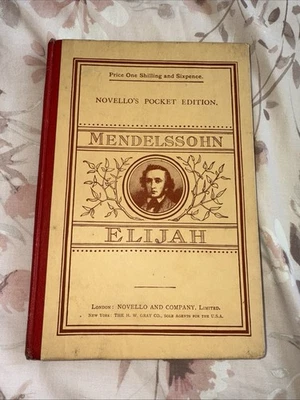 Price One Shilling and Sixpence.
NOVELLO'S POCKET EDITION.
MENDELSSOHN
ELIJAH
London: NOVELLO AND COMPANY, Limited.
New York: THE H. W. GRAY CO., SOLE AGENTS FOR THE U.S.A.